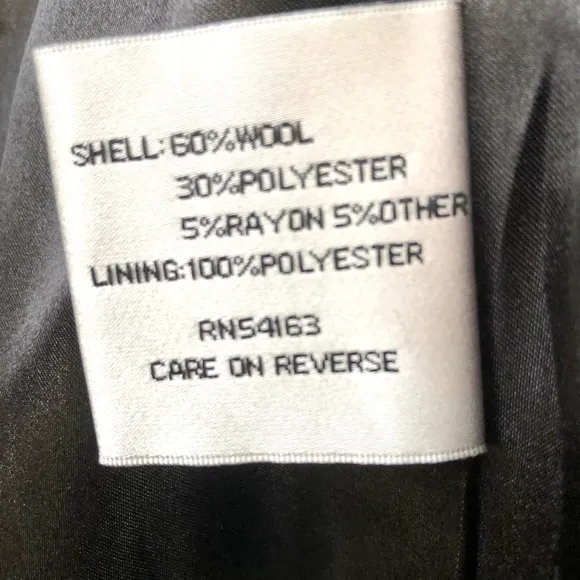 SHELL: 60%WOOL
30%POLYESTER
5%RAYON 5%OTHER
LINING:100%POLYESTER
RN54163
CARE ON REVERSE